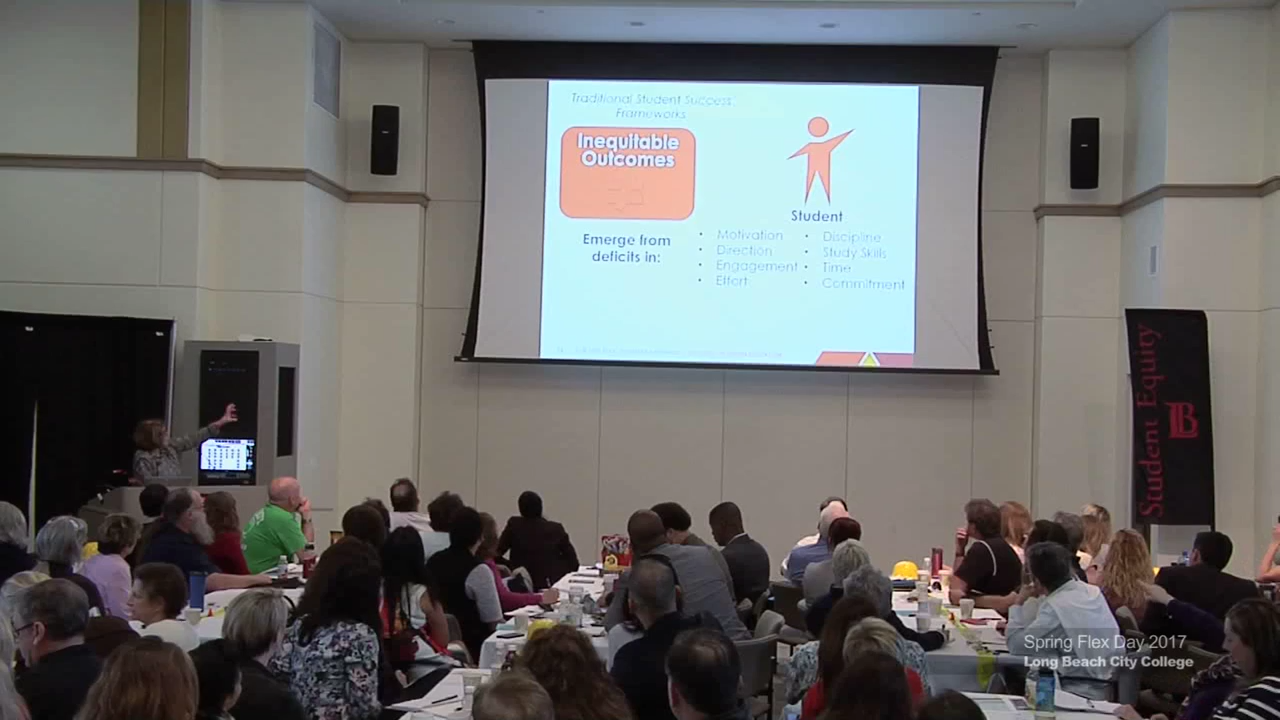 Traditional Student Success
Frameworks
Inequitable
Outcomes
Student
Emerge from
deficits in:
• Motivation
• Direction
• Engagement
• Effort
• Discipline
• Study Skills
• Time
• Commitment
Student Equity
LB
Spring Flex Day 2017
Long Beach City College